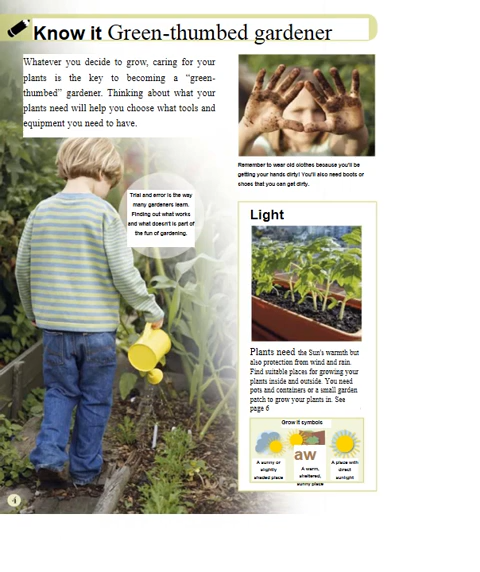 Know it Green-thumbed gardener
Whatever you decide to grow, caring for your
plants is the key to becoming a “green-
thumbed” gardener. Thinking about what your
plants need will help you choose what tools and
equipment you need to have.
Remember to wear old clothes because you'll be
getting your hands dirty! You'll also need boots or
shoes that you can get dirty.
Trial and error is the way
many gardeners learn.
Finding out what works
and what doesn't is part of
the fun of gardening.
Light
Plants need the Sun's warmth but
also protection from wind and rain.
Find suitable places for growing your
plants inside and outside. You need
pots and containers or a small garden
patch to grow your plants in. See
page 6
Grow it symbols
aw
A sunny or
slightly
shaded place
A warm,
sheltered,
sunny place
A place with
direct
sunlight
4